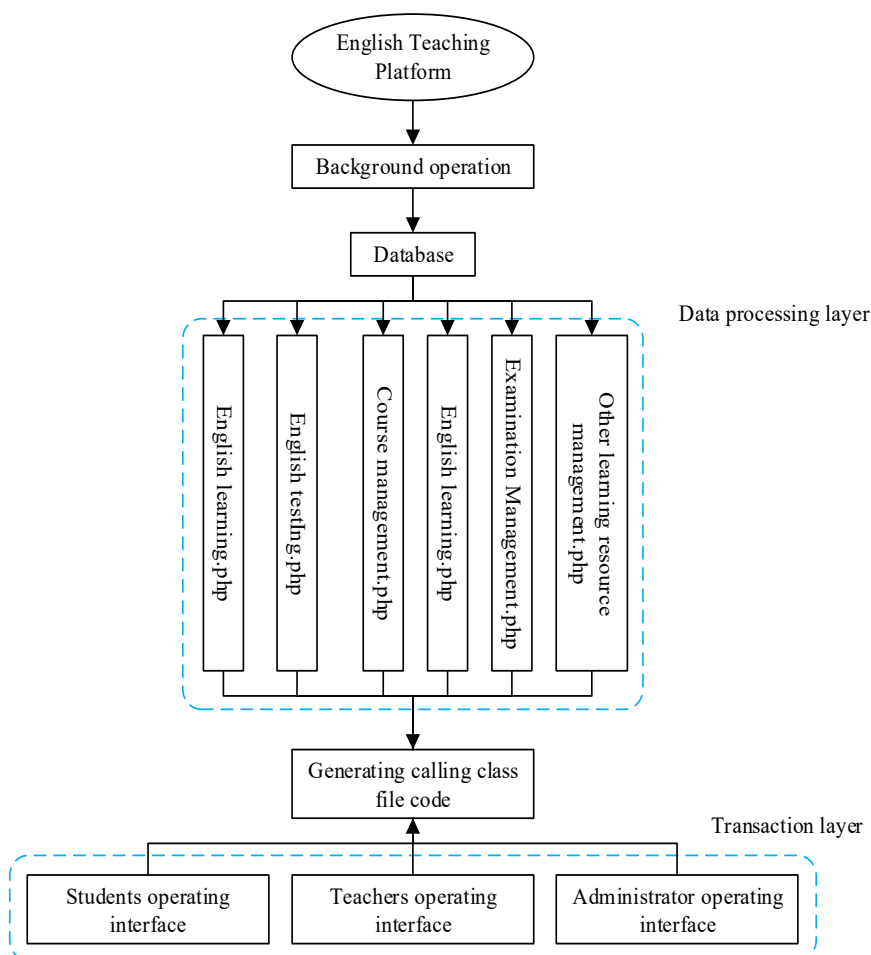 English Teaching
Platform
Background operation
Database
Data processing layer
English learning.php
English testIng.php
Course management.php
English learning.php
Examination Management.php
Other learning resource
management.php
Generating calling class
file code
Transaction layer
Students operating
interface
Teachers operating
interface
Administrator operating
interface